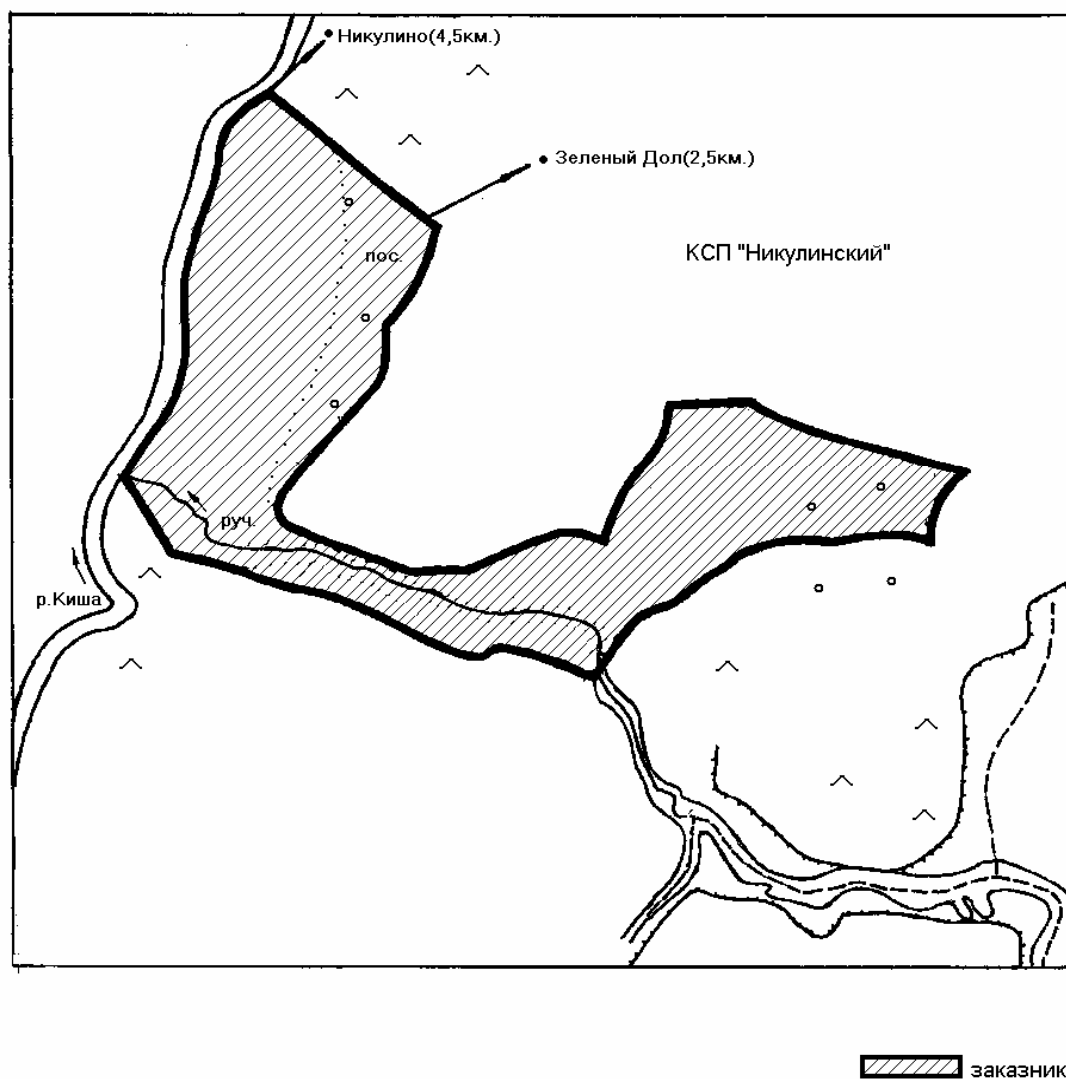 Никулино(4,5км.)
Зеленый Дол(2,5км.)
КСП "Никулинский"
пос.
руч.
р.Киша
заказник